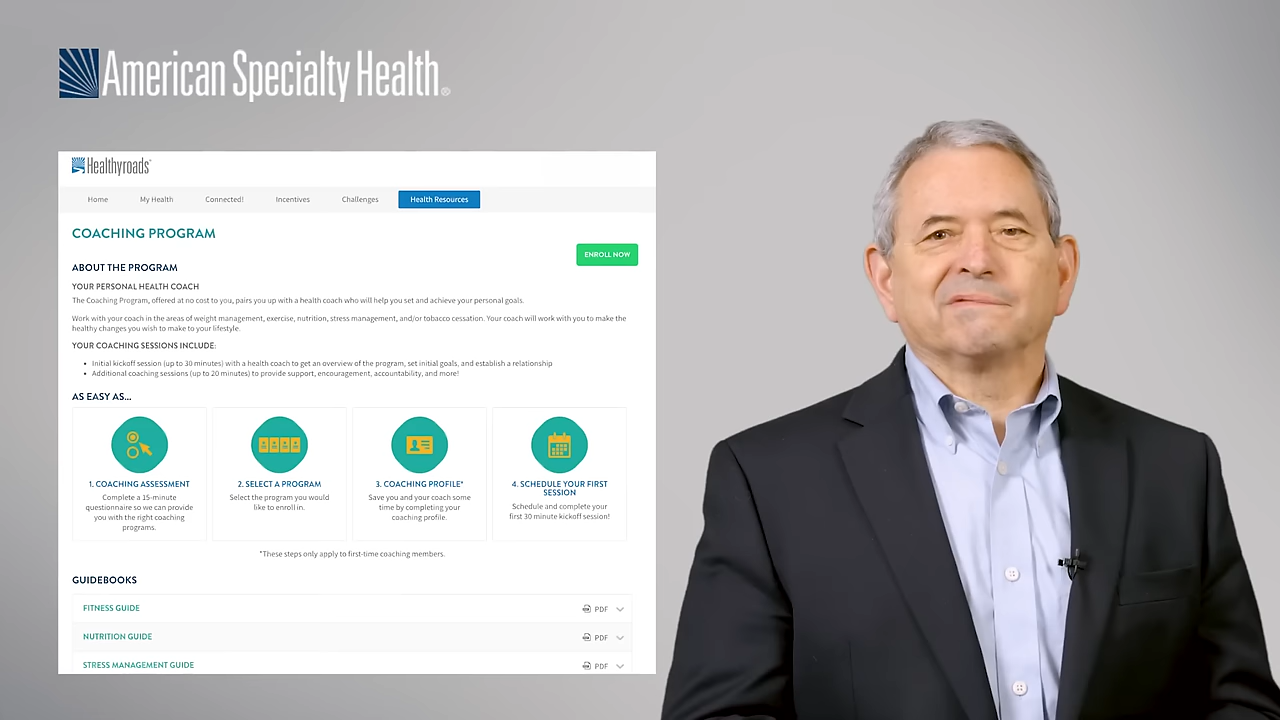 American Specialty Health®
Healthyroads™
Home My Health Connected! Incentives Challenges Health Resources
COACHING PROGRAM
ENROLL NOW
ABOUT THE PROGRAM
YOUR PERSONAL HEALTH COACH
The Coaching Program, offered at no cost to you, pairs you up with a health coach who will help you set and achieve your personal goals.
Work with your coach in the areas of weight management, exercise, nutrition, stress management, and/or tobacco cessation. Your coach will work with you to make the
healthy changes you wish to make to your lifestyle.
YOUR COACHING SESSIONS INCLUDE:
• Initial kickoff session (up to 30 minutes) with a health coach to get an overview of the program, set initial goals, and establish a relationship
• Additional coaching sessions (up to 20 minutes) to provide support, encouragement, accountability, and more!
AS EASY AS...
1. COACHING ASSESSMENT
Complete a 15-minute
questionnaire so we can provide
you with the right coaching
programs.
2. SELECT A PROGRAM
Select the program you would
like to enroll in.
3. COACHING PROFILE*
Save you and your coach some
time by completing your
coaching profile.
4. SCHEDULE YOUR FIRST
SESSION
Schedule and complete your
first 30 minute kickoff session!
*These steps only apply to first-time coaching members.
GUIDEBOOKS
FITNESS GUIDE PDF
NUTRITION GUIDE PDF
STRESS MANAGEMENT GUIDE PDF